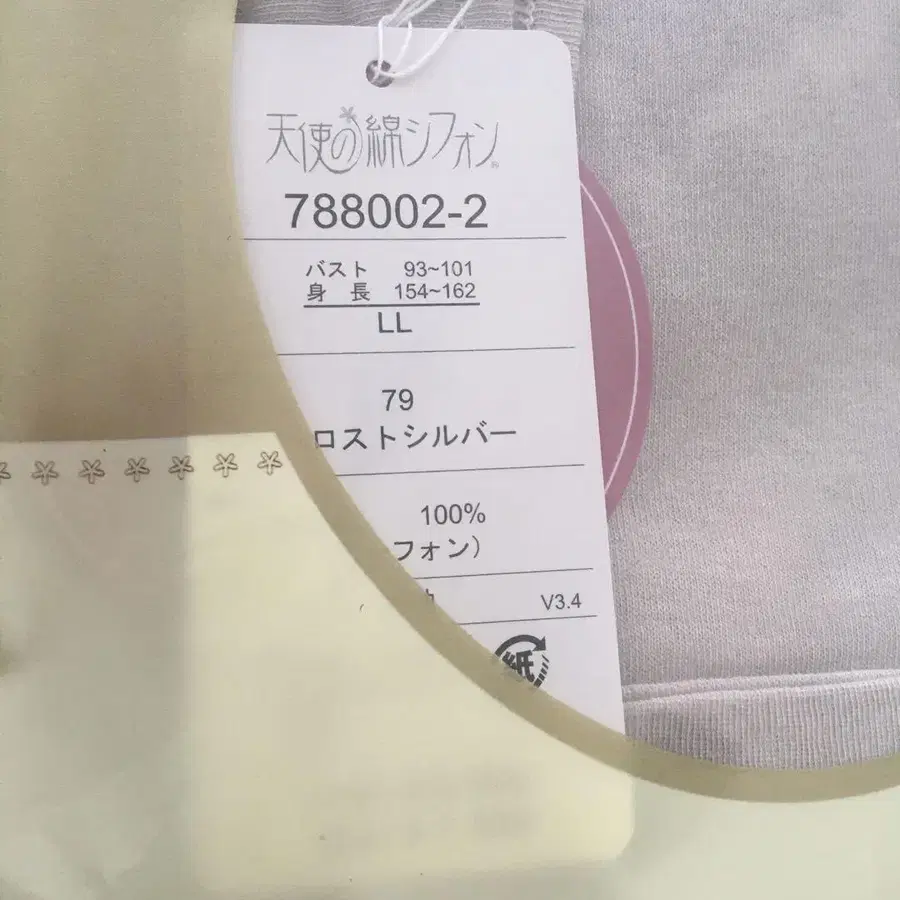 天使の綿シフォン
788002-2
バスト 93~101
身 長 154~162
LL
79
ロストシルバー
100%
フォン）
V3.4
紙